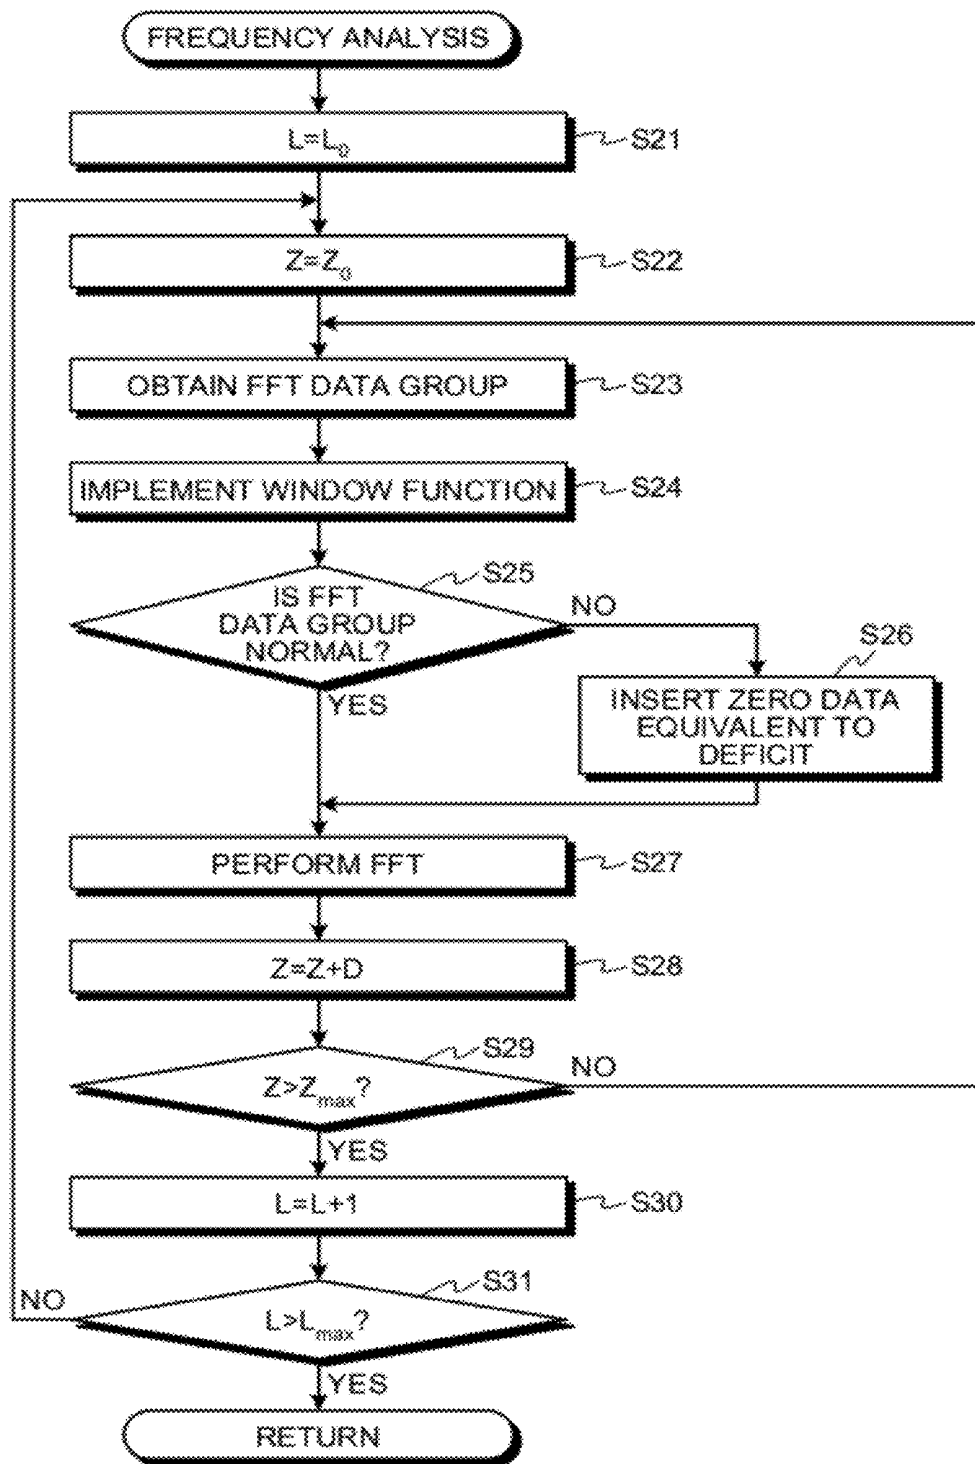 FREQUENCY ANALYSIS
L=L₀
S21
Z=Z₀
S22
OBTAIN FFT DATA GROUP
S23
IMPLEMENT WINDOW FUNCTION
S24
S25
IS FFT
DATA GROUP
NORMAL?
NO
S26
YES
INSERT ZERO DATA
EQUIVALENT TO
DEFICIT
PERFORM FFT
S27
Z=Z+D
S28
S29
Z>Zmax?
NO
YES
L=L+1
S30
S31
NO
L>Lmax?
YES
RETURN